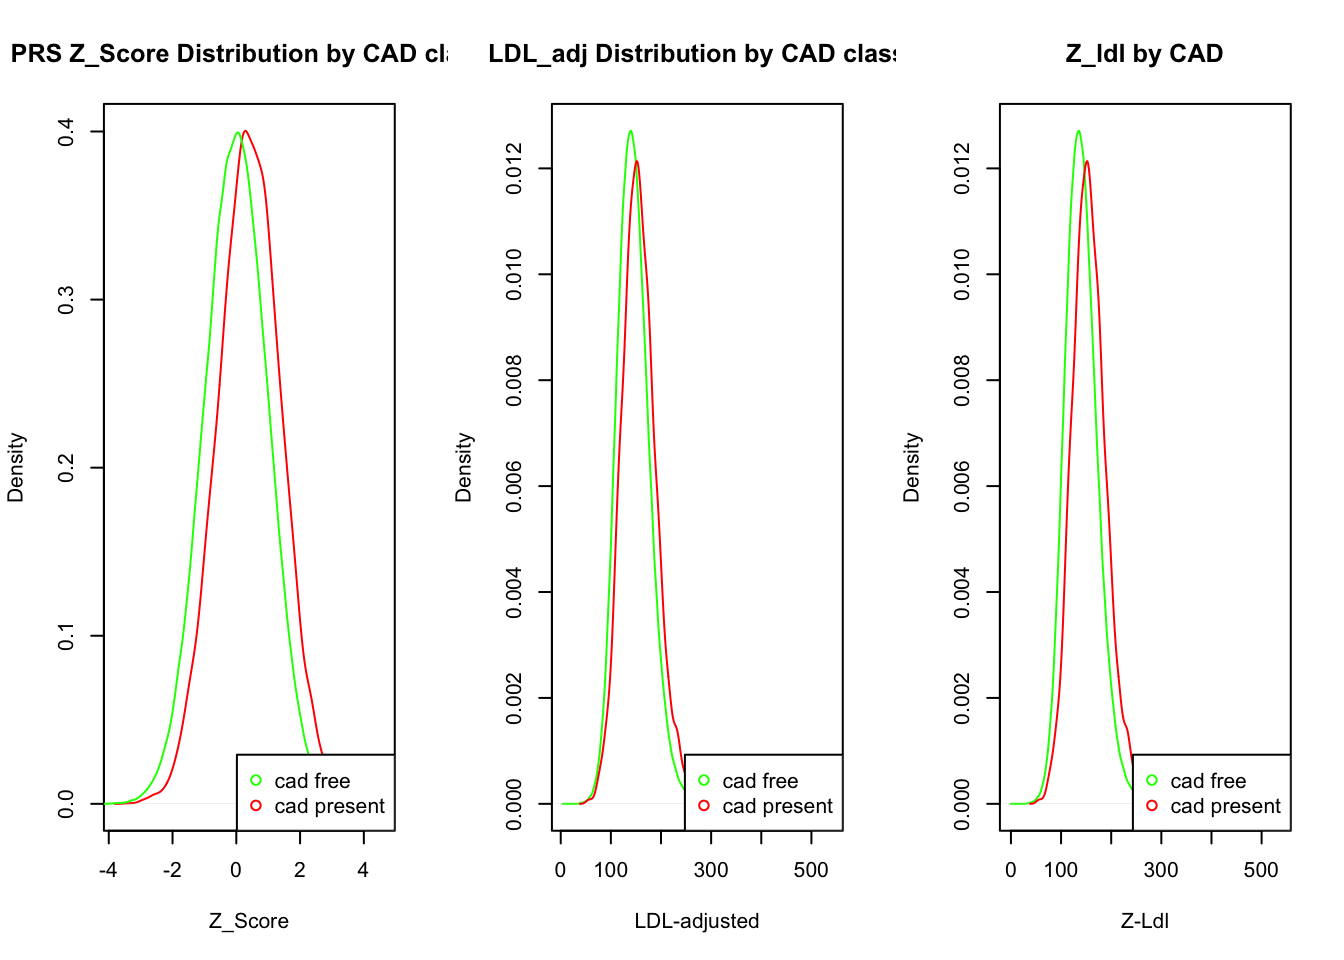 PRS Z_Score Distribution by CAD cla
Density
0.0
0.1
0.2
0.3
0.4
-4
-2
0
2
4
Z_Score
cad free
cad present
LDL_adj Distribution by CAD class
Density
0.000
0.002
0.004
0.006
0.008
0.010
0.012
0
100
300
500
LDL-adjusted
cad free
cad present
Z_ldl by CAD
Density
0.000
0.002
0.004
0.006
0.008
0.010
0.012
0
100
300
500
Z-Ldl
cad free
cad present